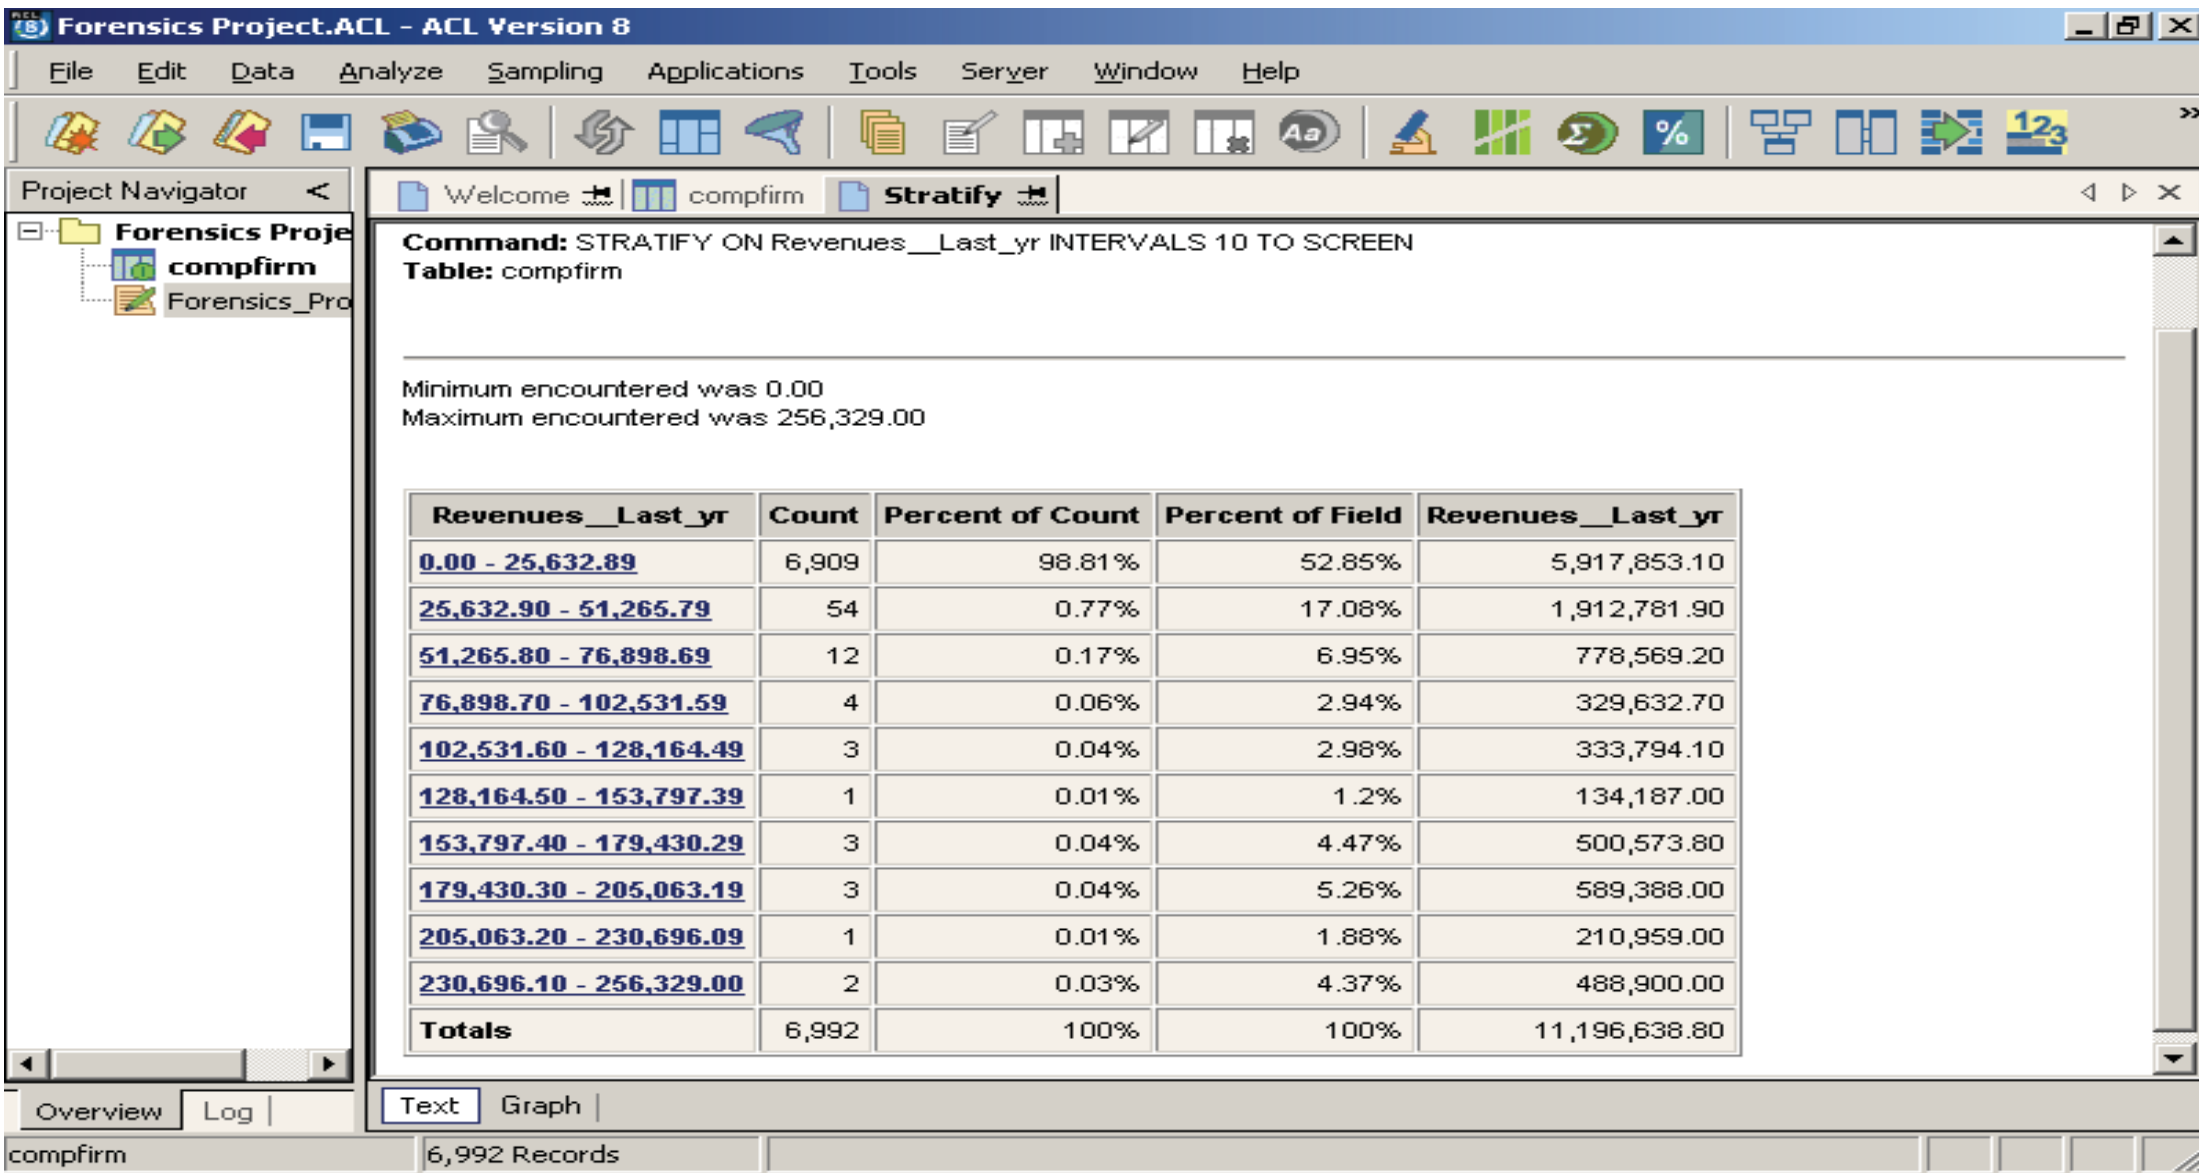 Forensics Project.ACL - ACL Version 8
File Edit Data Analyze Sampling Applications Tools Server Window Help
Aa Σ % 123 »
Project Navigator <
Welcome compfirm Stratify
Forensics Proje
compfirm
Forensics_Pro
Command: STRATIFY ON Revenues__Last_yr INTERVALS 10 TO SCREEN
Table: compfirm
Minimum encountered was 0.00
Maximum encountered was 256,329.00
Revenues__Last_yr Count Percent of Count Percent of Field Revenues__Last_yr
0.00 - 25,632.89 6,909 98.81% 52.85% 5,917,853.10
25,632.90 - 51,265.79 54 0.77% 17.08% 1,912,781.90
51,265.80 - 76,898.69 12 0.17% 6.95% 778,569.20
76,898.70 - 102,531.59 4 0.06% 2.94% 329,632.70
102,531.60 - 128,164.49 3 0.04% 2.98% 333,794.10
128,164.50 - 153,797.39 1 0.01% 1.2% 134,187.00
153,797.40 - 179,430.29 3 0.04% 4.47% 500,573.80
179,430.30 - 205,063.19 3 0.04% 5.26% 589,388.00
205,063.20 - 230,696.09 1 0.01% 1.88% 210,959.00
230,696.10 - 256,329.00 2 0.03% 4.37% 488,900.00
Totals 6,992 100% 100% 11,196,638.80
Overview Log
Text Graph
compfirm 6,992 Records